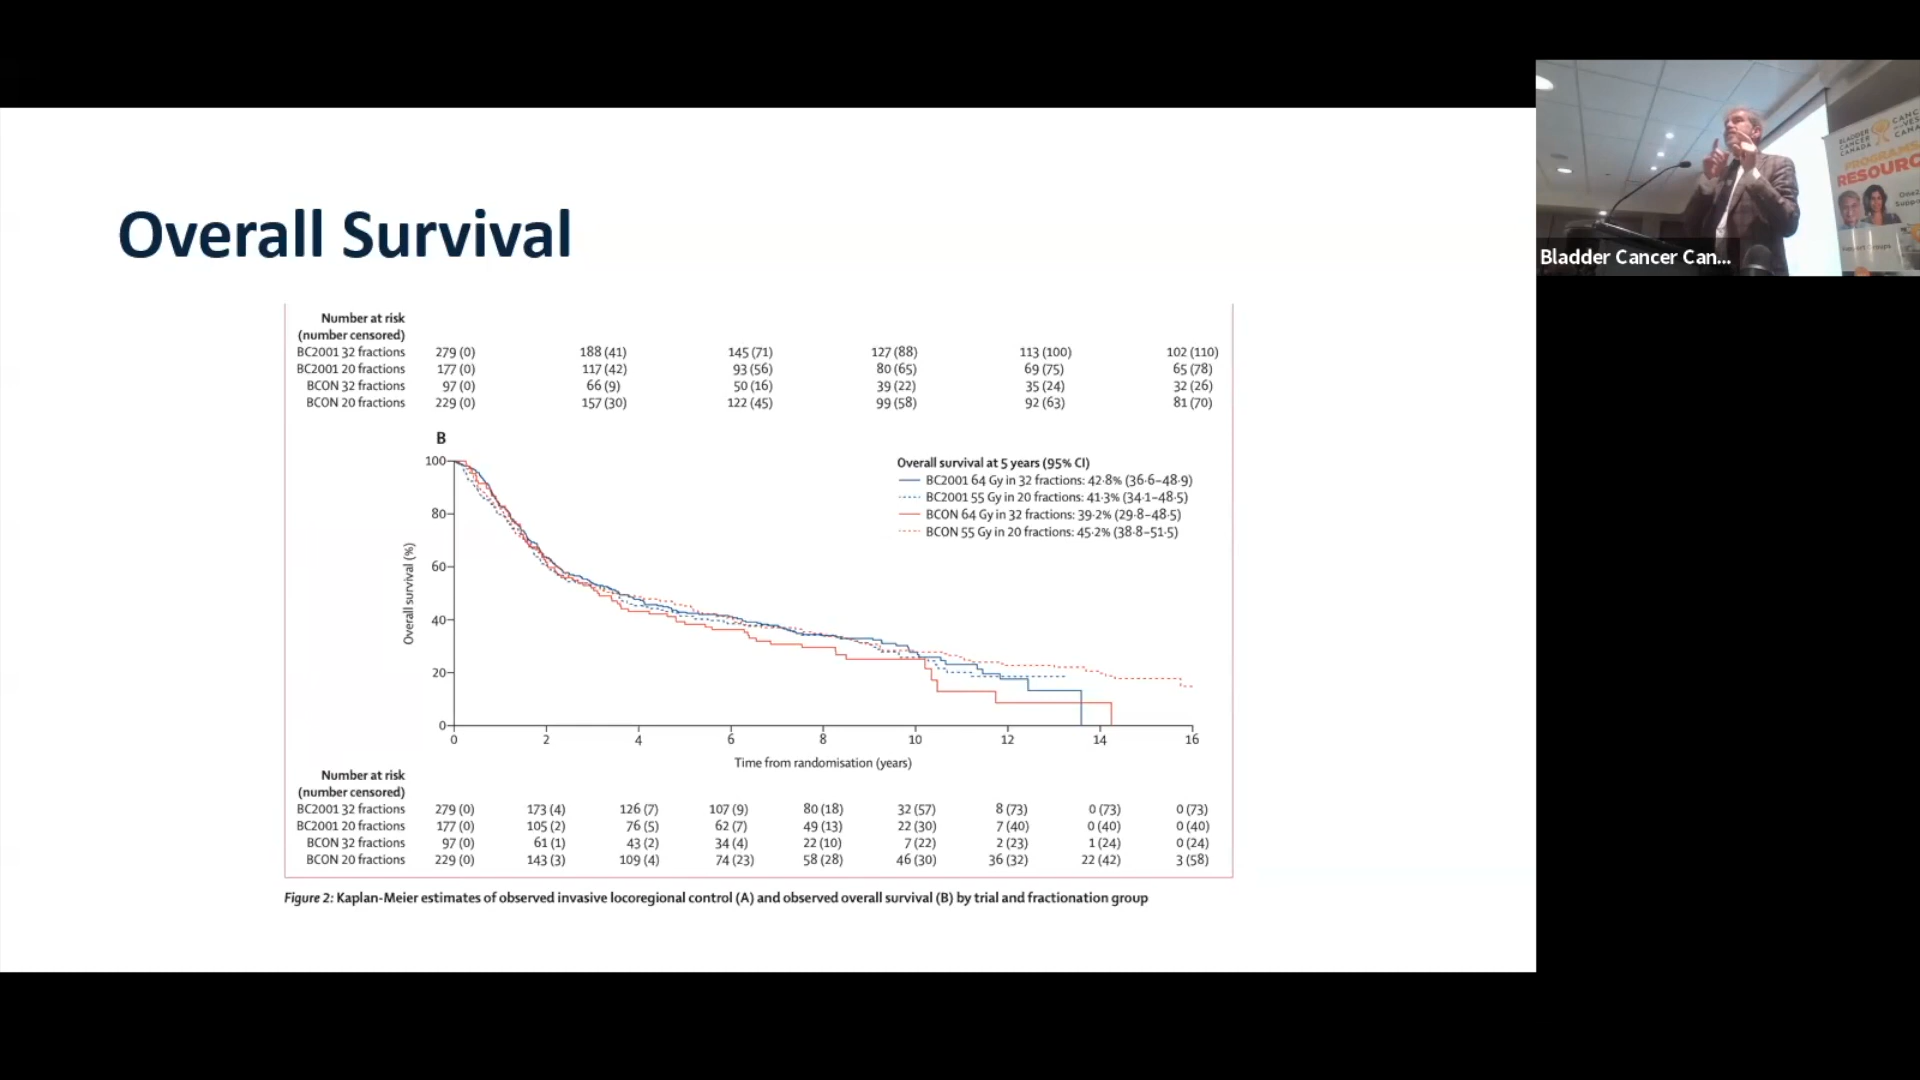 Overall Survival
Number at risk
(number censored)
BC2001 32 fractions 279 (0) 188 (41) 145 (71) 127 (88) 113 (100) 102 (110)
BC2001 20 fractions 177 (0) 117 (42) 93 (56) 80 (65) 69 (75) 65 (78)
BCON 32 fractions 97 (0) 66 (9) 50 (16) 39 (22) 35 (24) 32 (26)
BCON 20 fractions 229 (0) 157 (30) 122 (45) 99 (58) 92 (63) 81 (70)
B
Overall survival at 5 years (95% CI)
BC2001 64 Gy in 32 fractions: 42·8% (36·6–48·9)
BC2001 55 Gy in 20 fractions: 41·3% (34·1–48·5)
BCON 64 Gy in 32 fractions: 39·2% (29·8–48·5)
BCON 55 Gy in 20 fractions: 45·2% (38·8–51·5)
Overall survival (%)
100
80
60
40
20
0
0 2 4 6 8 10 12 14 16
Time from randomisation (years)
Number at risk
(number censored)
BC2001 32 fractions 279 (0) 173 (4) 126 (7) 107 (9) 80 (18) 32 (57) 8 (73) 0 (73) 0 (73)
BC2001 20 fractions 177 (0) 105 (2) 76 (5) 62 (7) 49 (13) 22 (30) 7 (40) 0 (40) 0 (40)
BCON 32 fractions 97 (0) 61 (1) 43 (2) 34 (4) 22 (10) 7 (22) 2 (23) 1 (24) 0 (24)
BCON 20 fractions 229 (0) 143 (3) 109 (4) 74 (23) 58 (28) 46 (30) 36 (32) 22 (42) 3 (58)
Figure 2: Kaplan-Meier estimates of observed invasive locoregional control (A) and observed overall survival (B) by trial and fractionation group
BLADDER
CANCER
CANADA
PROGRAMS
RESOURC
Bladder Cancer Can...